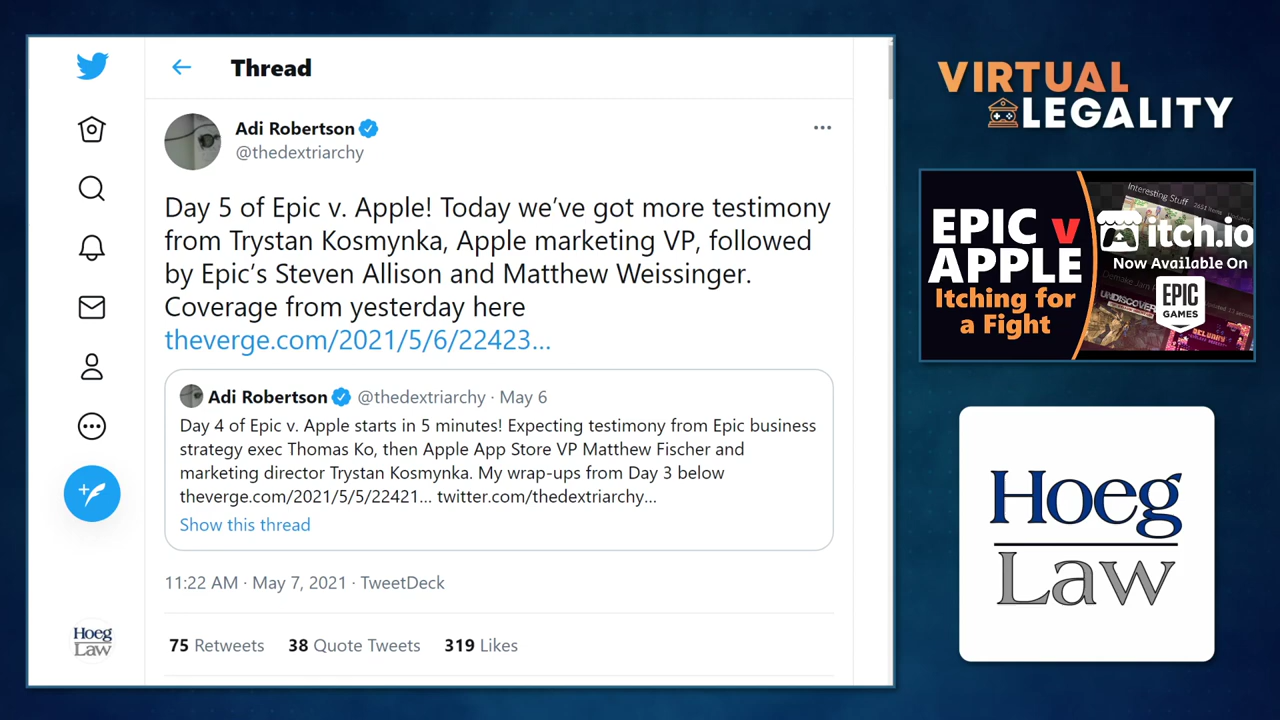 Thread
Adi Robertson
@thedextriarchy
Day 5 of Epic v. Apple! Today we’ve got more testimony
from Trystan Kosmynka, Apple marketing VP, followed
by Epic’s Steven Allison and Matthew Weissinger.
Coverage from yesterday here
theverge.com/2021/5/6/22423...
Adi Robertson @thedextriarchy · May 6
Day 4 of Epic v. Apple starts in 5 minutes! Expecting testimony from Epic business
strategy exec Thomas Ko, then Apple App Store VP Matthew Fischer and
marketing director Trystan Kosmynka. My wrap-ups from Day 3 below
theverge.com/2021/5/5/22421... twitter.com/thedextriarchy...
Show this thread
11:22 AM · May 7, 2021 · TweetDeck
75 Retweets 38 Quote Tweets 319 Likes
Hoeg
Law
VIRTUAL
LEGALITY
EPIC v
APPLE
Itching for
a Fight
Interesting Stuff
itch.io
Now Available On
EPIC
GAMES
Hoeg
Law